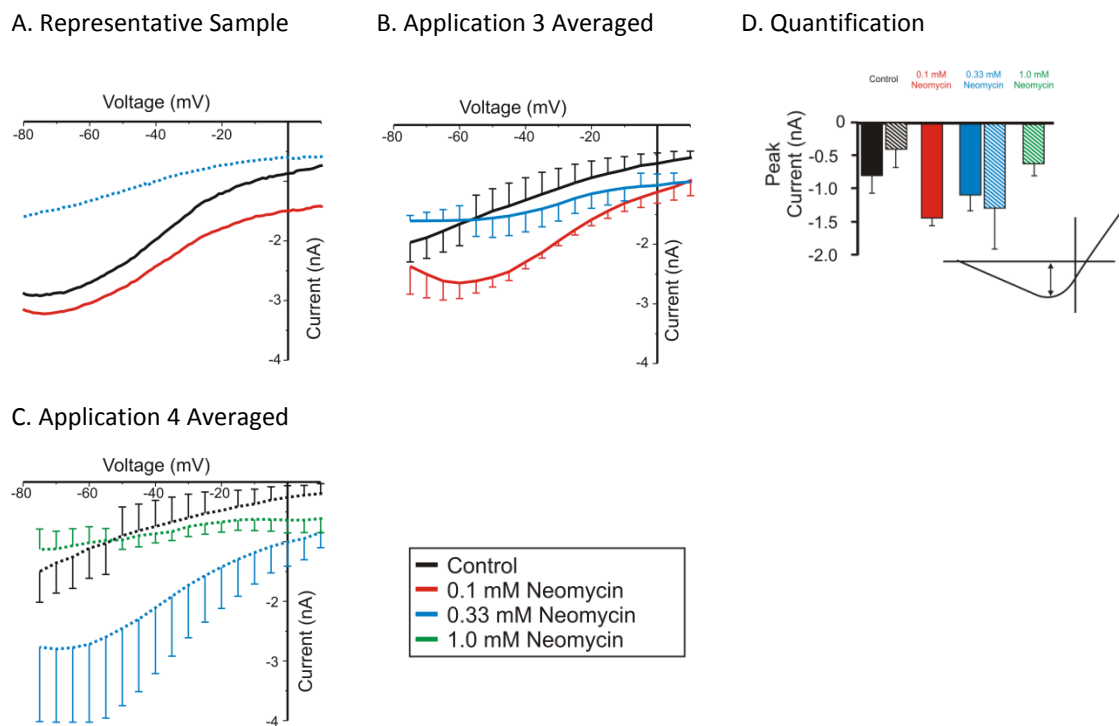 A. Representative Sample
B. Application 3 Averaged
D. Quantification
Voltage (mV)
-80 -60 -40 -20
-2
-3
-4
Current (nA)
Voltage (mV)
-80 -60 -40 -20
-2
-3
-4
Current (nA)
Control
0.1 mM
Neomycin
0.33 mM
Neomycin
1.0 mM
Neomycin
0
-0.5
-1.0
-1.5
-2.0
Peak
Current (nA)
C. Application 4 Averaged
Voltage (mV)
-80 -60 -40 -20
-2
-3
-4
Current (nA)
Control
0.1 mM Neomycin
0.33 mM Neomycin
1.0 mM Neomycin